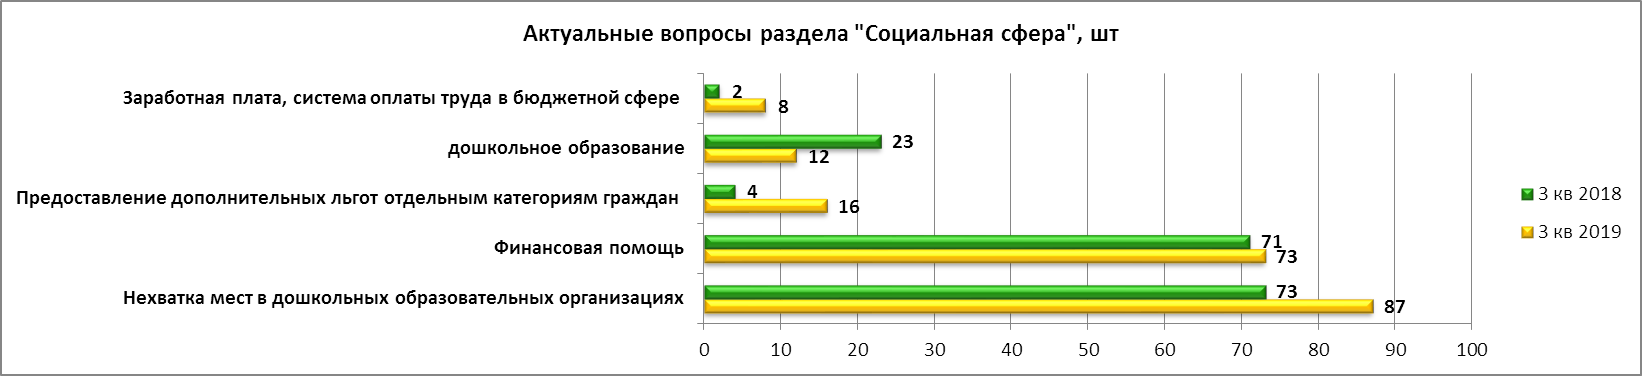 Актуальные вопросы раздела "Социальная сфера", шт
Заработная плата, система оплаты труда в бюджетной сфере
2
8
дошкольное образование
23
12
Предоставление дополнительных льгот отдельным категориям граждан
4
16
Финансовая помощь
71
73
Нехватка мест в дошкольных образовательных организациях
73
87
0 10 20 30 40 50 60 70 80 90 100
3 кв 2018
3 кв 2019